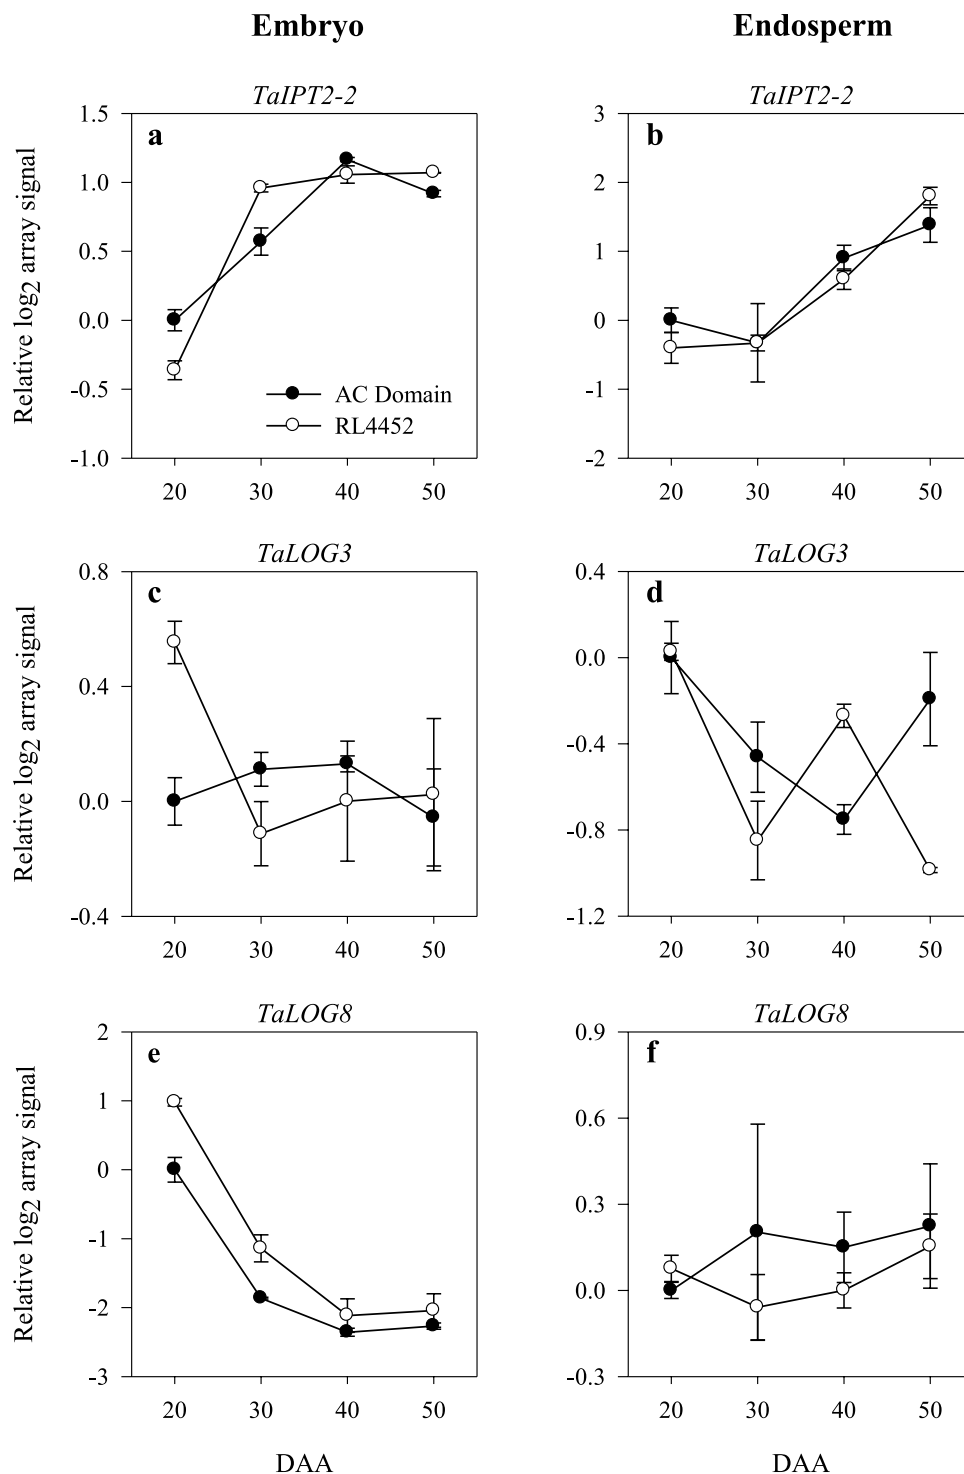 Embryo
Endosperm
TaIPT2-2
TaIPT2-2
a
b
Relative log2 array signal
1.5
1.0
0.5
0.0
-0.5
-1.0
AC Domain
RL4452
20 30 40 50
3
2
1
0
-1
-2
20 30 40 50
TaLOG3
TaLOG3
c
d
Relative log2 array signal
0.8
0.4
0.0
-0.4
20 30 40 50
0.4
0.0
-0.4
-0.8
-1.2
20 30 40 50
TaLOG8
TaLOG8
e
f
Relative log2 array signal
2
1
0
-1
-2
-3
20 30 40 50
DAA
0.9
0.6
0.3
0.0
-0.3
20 30 40 50
DAA